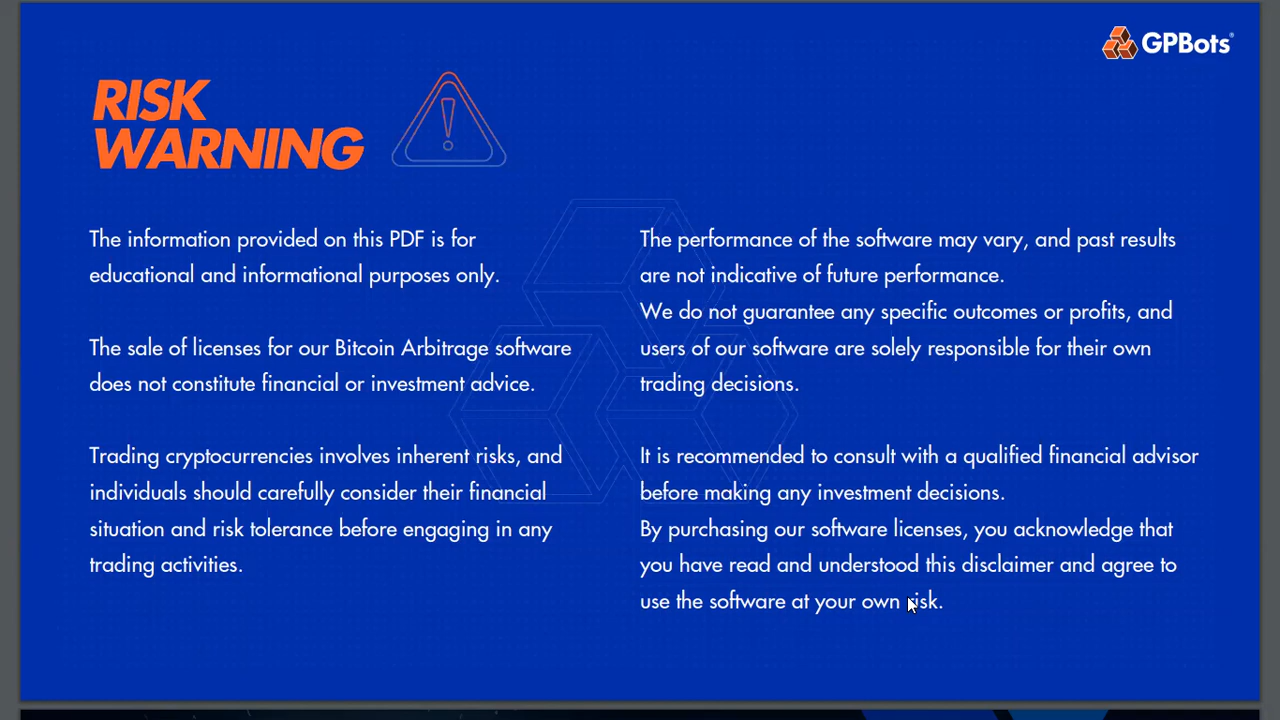 GPBots®
RISK
WARNING
The information provided on this PDF is for
educational and informational purposes only.
The sale of licenses for our Bitcoin Arbitrage software
does not constitute financial or investment advice.
Trading cryptocurrencies involves inherent risks, and
individuals should carefully consider their financial
situation and risk tolerance before engaging in any
trading activities.
The performance of the software may vary, and past results
are not indicative of future performance.
We do not guarantee any specific outcomes or profits, and
users of our software are solely responsible for their own
trading decisions.
It is recommended to consult with a qualified financial advisor
before making any investment decisions.
By purchasing our software licenses, you acknowledge that
you have read and understood this disclaimer and agree to
use the software at your own risk.